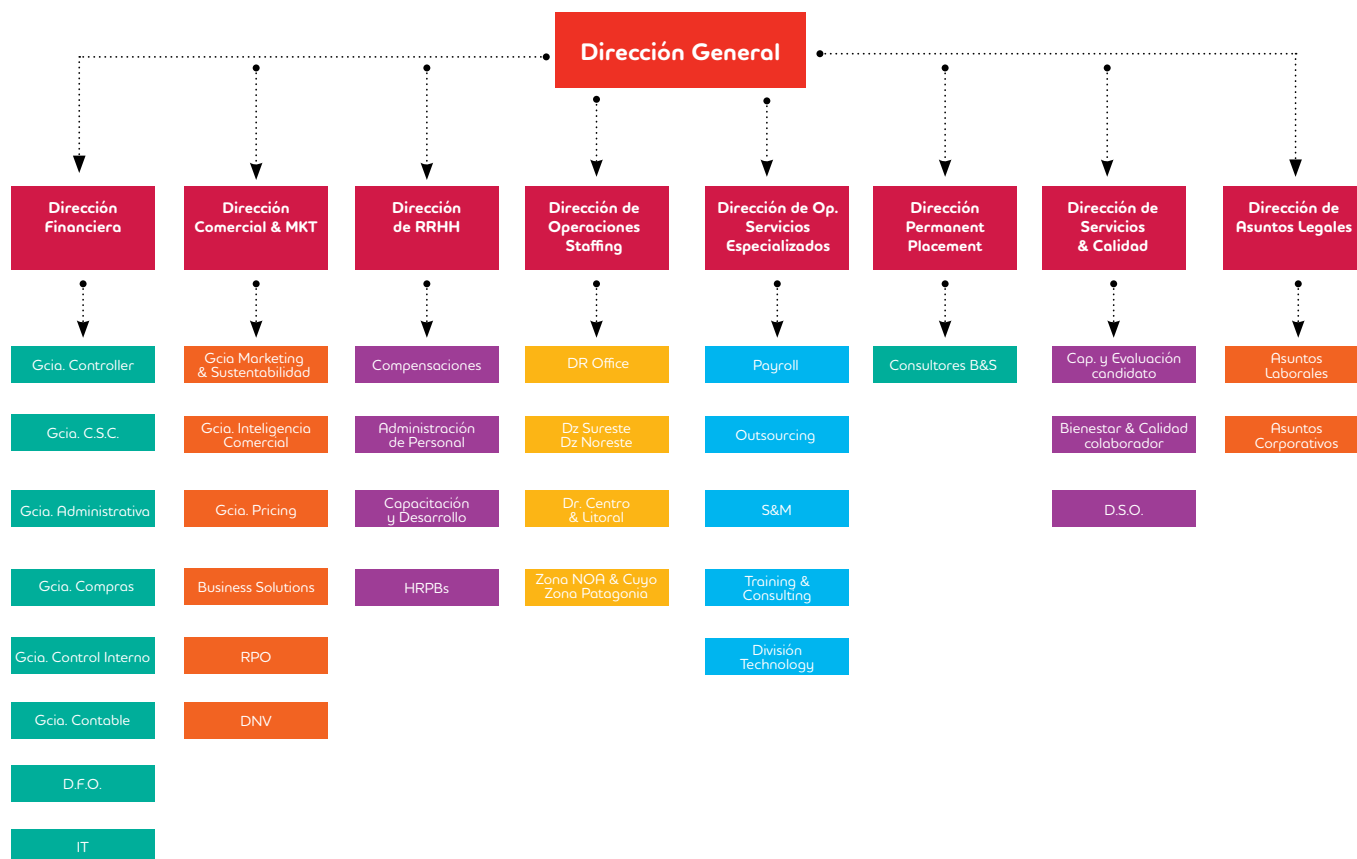 Dirección General
Dirección
Financiera
Dirección
Comercial & MKT
Dirección
de RRHH
Dirección de
Operaciones
Staffing
Dirección de Op.
Servicios
Especializados
Dirección
Permanent
Placement
Dirección de
Servicios
& Calidad
Dirección de
Asuntos Legales
Gcia. Controller
Gcia. C.S.C.
Gcia. Administrativa
Gcia. Compras
Gcia. Control Interno
Gcia. Contable
D.F.O.
IT
Gcia Marketing
& Sustentabilidad
Gcia. Inteligencia
Comercial
Gcia. Pricing
Business Solutions
RPO
DNV
Compensaciones
Administración
de Personal
Capacitación
y Desarrollo
HRPBs
DR Office
Dz Sureste
Dz Noreste
Dr. Centro
& Litoral
Zona NOA & Cuyo
Zona Patagonia
Payroll
Outsourcing
S&M
Training &
Consulting
División
Technology
Consultores B&S
Cap. y Evaluación
candidato
Bienestar & Calidad
colaborador
D.S.O.
Asuntos
Laborales
Asuntos
Corporativos